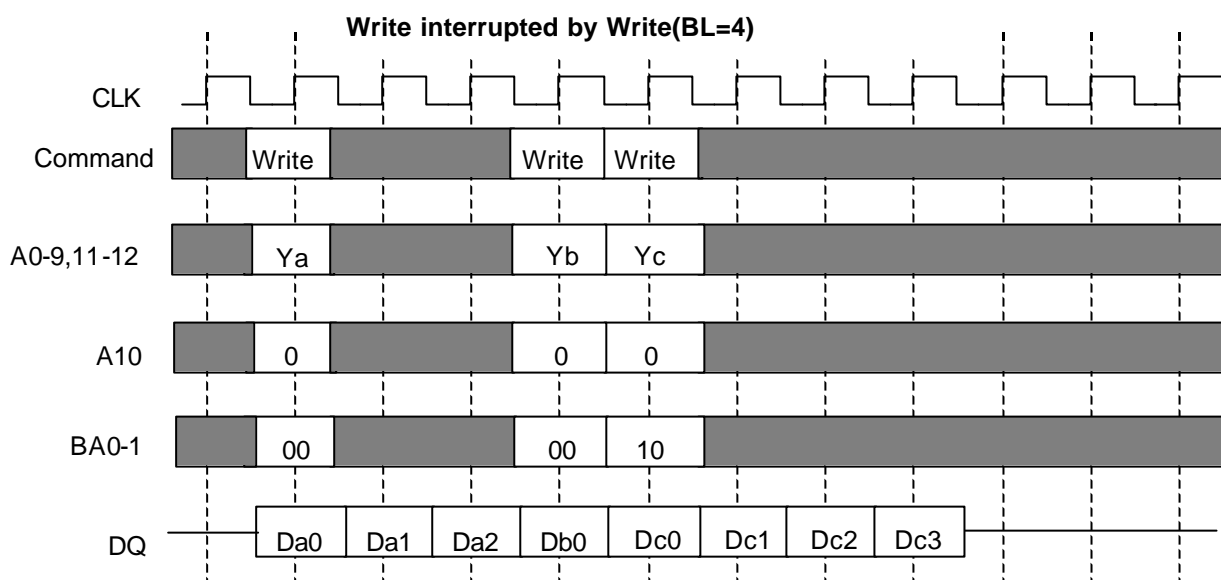 Write interrupted by Write(BL=4)
CLK
Command Write Write Write
A0-9,11-12 Ya Yb Yc
A10 0 0 0
BA0-1 00 00 10
DQ Da0 Da1 Da2 Db0 Dc0 Dc1 Dc2 Dc3